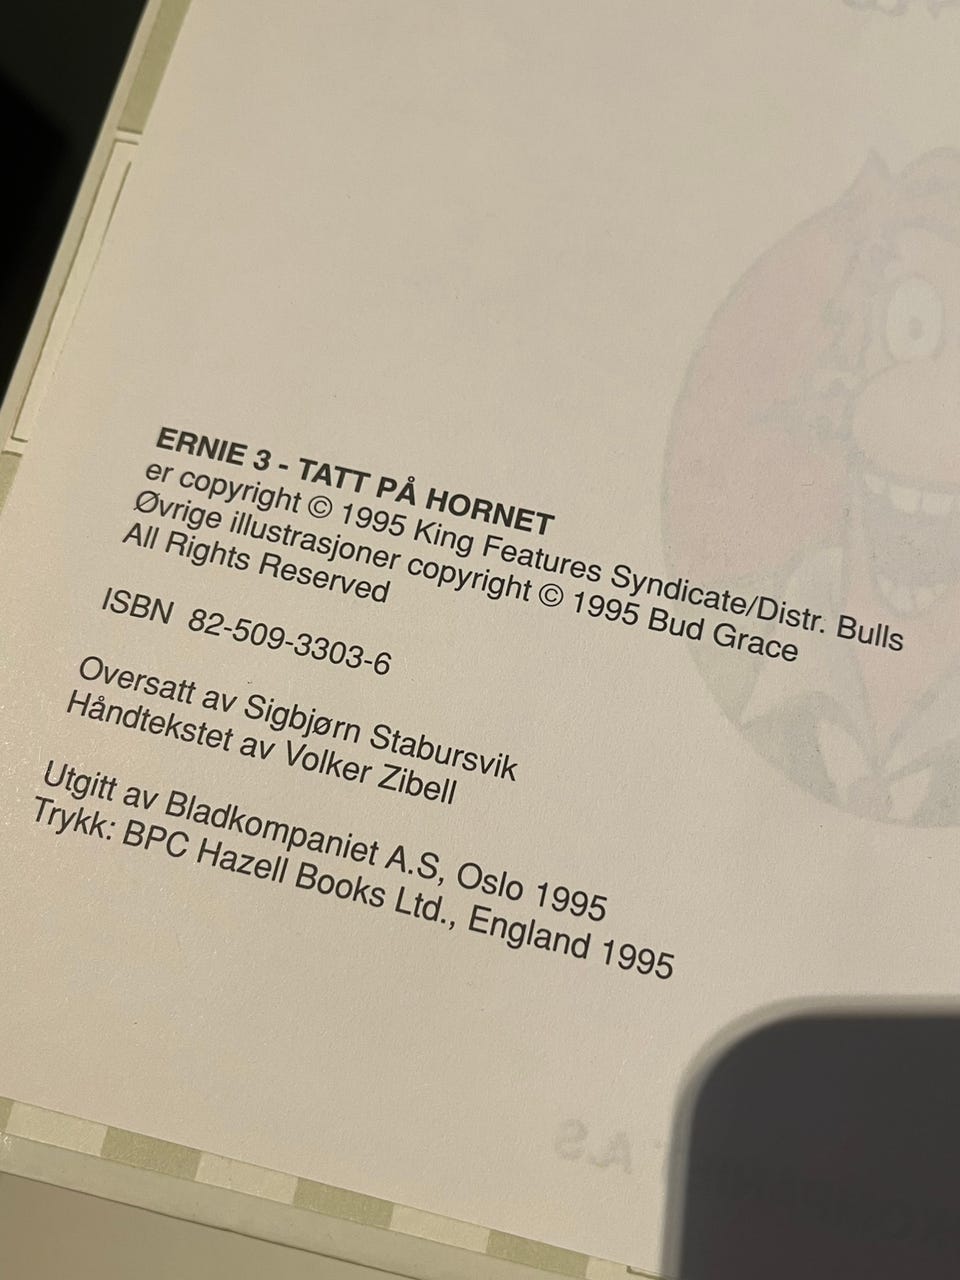 ERNIE 3 - TATT PÅ HORNET
er copyright © 1995 King Features Syndicate/Distr. Bulls
Øvrige illustrasjoner copyright © 1995 Bud Grace
All Rights Reserved
ISBN 82-509-3303-6
Oversatt av Sigbjørn Stabursvik
Håndtekstet av Volker Zibell
Utgitt av Bladkompaniet A.S, Oslo 1995
Trykk: BPC Hazell Books Ltd., England 1995